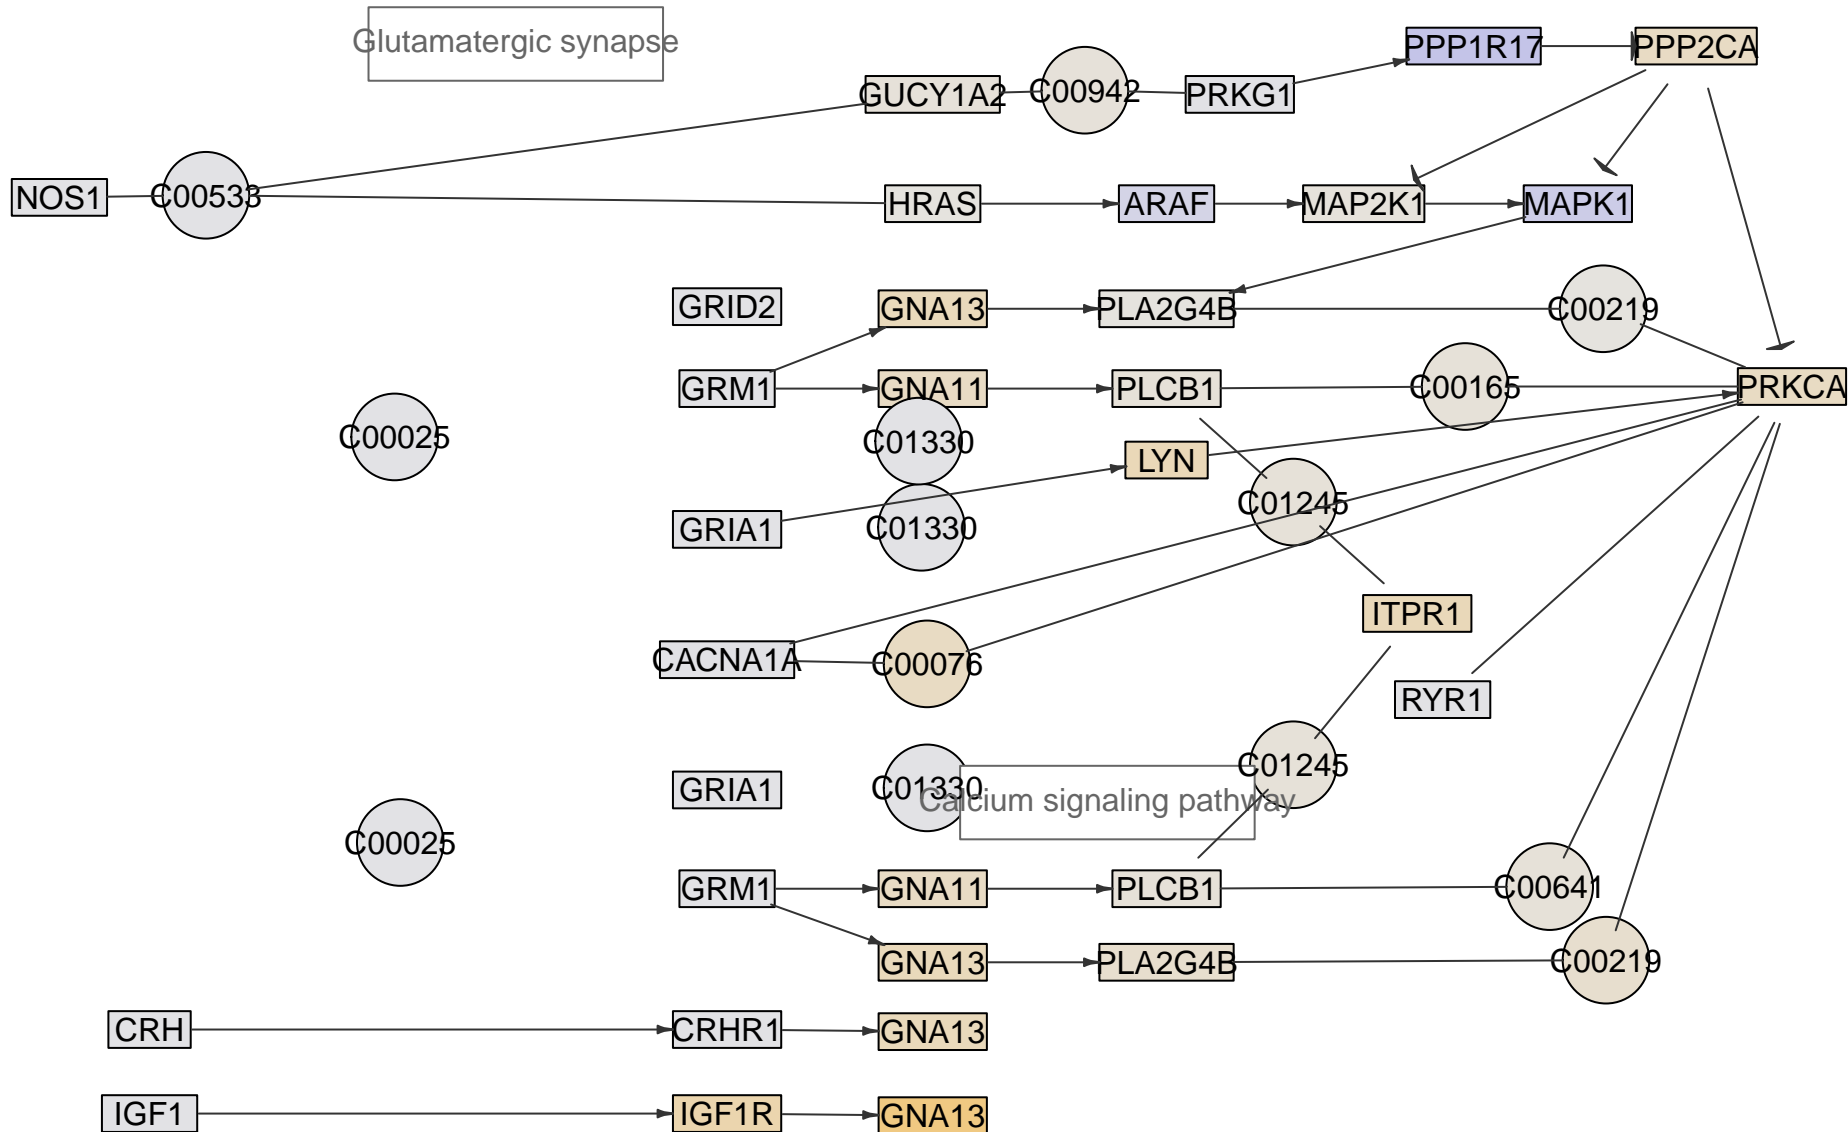 Glutamatergic synapse
PPP1R17
PPP2CA
GUCY1A2
C00942
PRKG1
NOS1
C00533
HRAS
ARAF
MAP2K1
MAPK1
GRID2
GNA13
PLA2G4B
C00219
GRM1
GNA11
PLCB1
C00165
PRKCA
C00025
C01330
LYN
GRIA1
C01330
C01245
ITPR1
CACNA1A
C00076
RYR1
GRIA1
C01330
C01245
Calcium signaling pathway
C00025
GRM1
GNA11
PLCB1
C00641
GNA13
PLA2G4B
C00219
CRH
CRHR1
GNA13
IGF1
IGF1R
GNA13